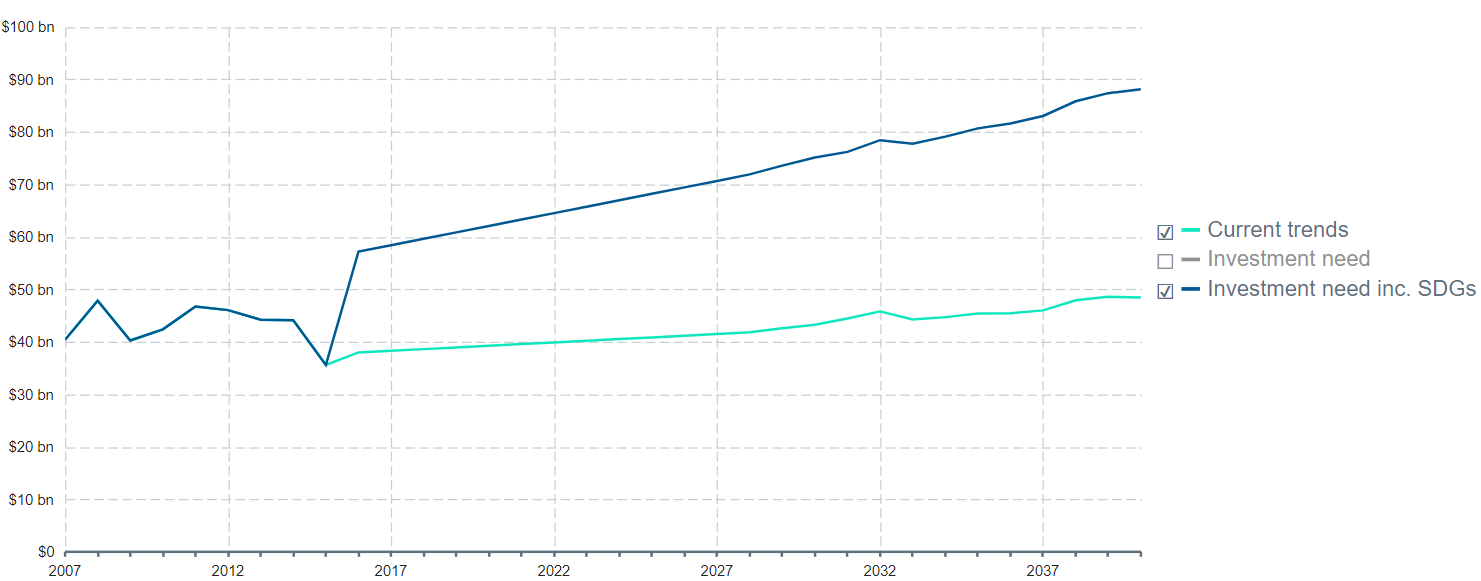 $100 bn
$90 bn
$80 bn
$70 bn
$60 bn
$50 bn
$40 bn
$30 bn
$20 bn
$10 bn
$0
2007 2012 2017 2022 2027 2032 2037
Current trends
Investment need
Investment need inc. SDGs